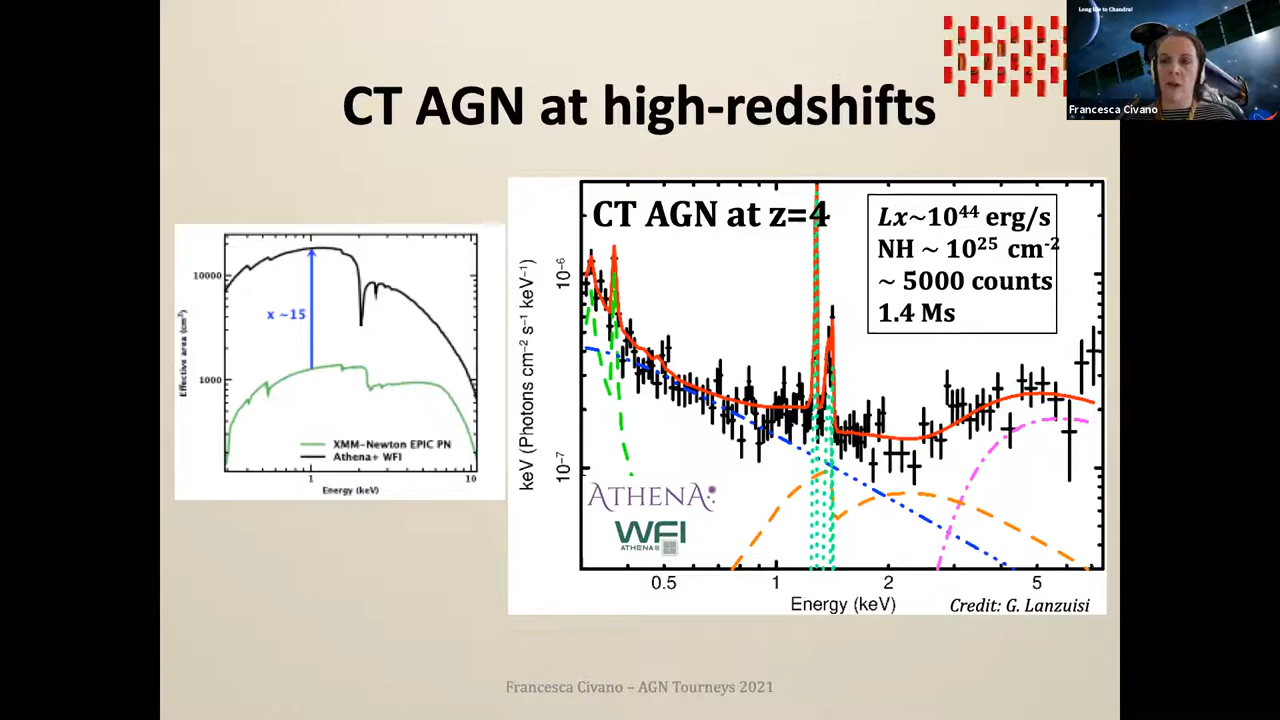 Long life to Chandra!
Francesca Civano
CT AGN at high-redshifts
10000
1000
x ~15
Effective area (cm²)
XMM-Newton EPIC PN
Athena+ WFI
1
10
Energy (keV)
CT AGN at z=4
Lx~10⁴⁴ erg/s
NH ~ 10²⁵ cm⁻²
~ 5000 counts
1.4 Ms
keV (Photons cm⁻² s⁻¹ keV⁻¹)
10⁻⁶
10⁻⁷
ATHENA
WFI
ATHENA
0.5
1
2
5
Energy (keV)
Credit: G. Lanzuisi
Francesca Civano – AGN Tourneys 2021